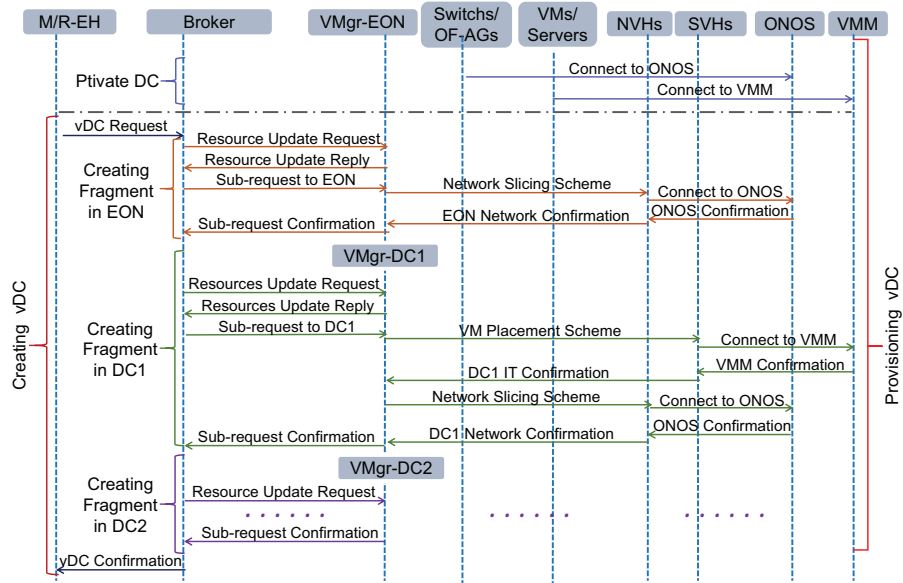 M/R-EH Broker VMgr-EON Switchs/ VMs/ NVHs SVHs ONOS VMM
OF-AGs Servers
Ptivate DC
Connect to ONOS
Connect to VMM
vDC Request
Resource Update Request
Resource Update Reply
Creating
Fragment
in EON
Sub-request to EON
Network Slicing Scheme
Connect to ONOS
ONOS Confirmation
EON Network Confirmation
Sub-request Confirmation
VMgr-DC1
Resources Update Request
Resources Update Reply
Creating
Fragment
in DC1
Sub-request to DC1
VM Placement Scheme
Connect to VMM
VMM Confirmation
DC1 IT Confirmation
Network Slicing Scheme
Connect to ONOS
ONOS Confirmation
DC1 Network Confirmation
Sub-request Confirmation
VMgr-DC2
Creating
Fragment
in DC2
Resource Update Request
Sub-request Confirmation
vDC Confirmation
Creating vDC
Provisioning vDC